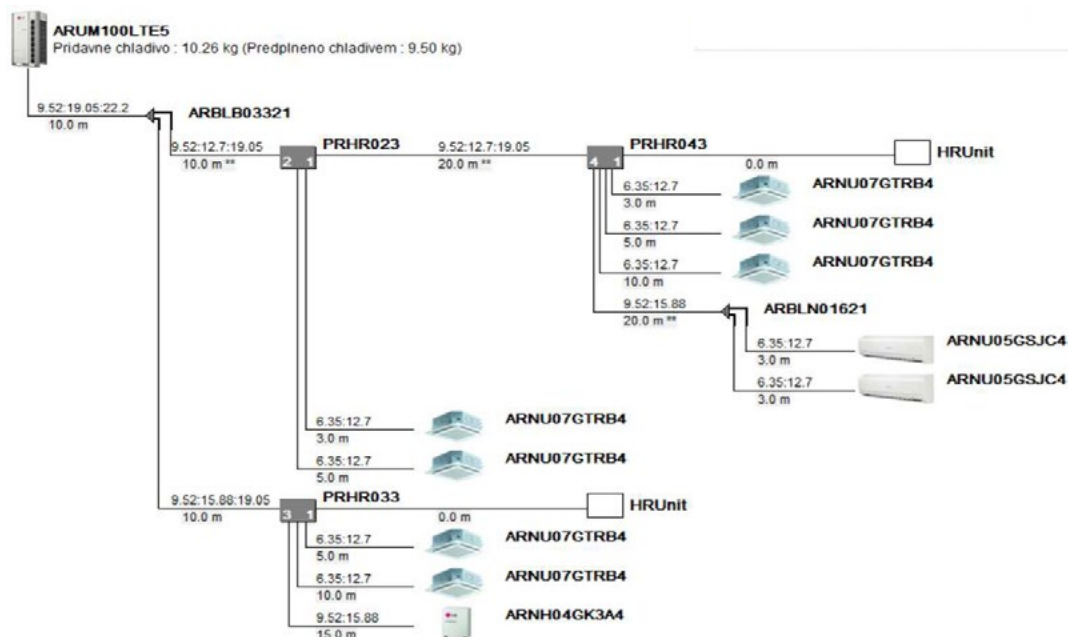 ARUM100LTE5
Pridavne chladivo : 10.26 kg (Predplneno chladivem : 9.50 kg)
9.52:19.05:22.2
10.0 m
ARBLB03321
9.52:12.7:19.05
10.0 m **
2 1
PRHR023
9.52:12.7:19.05
20.0 m **
4 1
PRHR043
0.0 m
HRUnit
6.35:12.7
3.0 m
ARNU07GTRB4
6.35:12.7
5.0 m
ARNU07GTRB4
6.35:12.7
10.0 m
ARNU07GTRB4
9.52:15.88
20.0 m **
ARBLN01621
6.35:12.7
3.0 m
ARNU05GSJC4
6.35:12.7
3.0 m
ARNU05GSJC4
6.35:12.7
3.0 m
ARNU07GTRB4
6.35:12.7
5.0 m
ARNU07GTRB4
9.52:15.88:19.05
10.0 m
3 1
PRHR033
0.0 m
HRUnit
6.35:12.7
5.0 m
ARNU07GTRB4
6.35:12.7
10.0 m
ARNU07GTRB4
9.52:15.88
15.0 m
ARNH04GK3A4